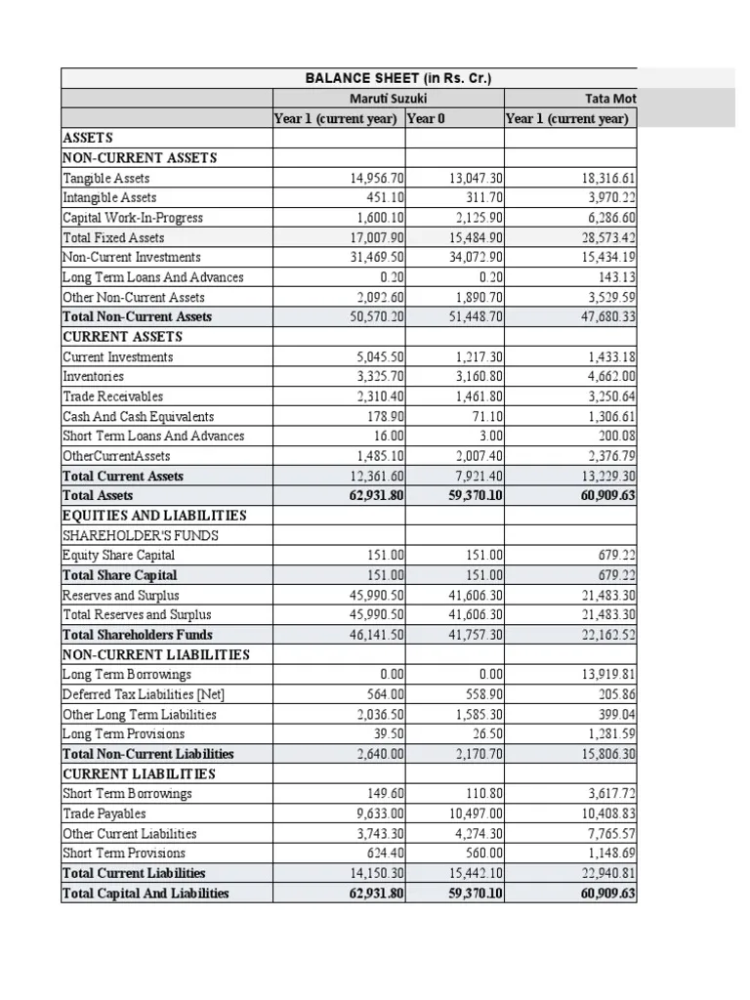 BALANCE SHEET (in Rs. Cr.)
Maruti Suzuki Tata Mot
Year 1 (current year) Year 0 Year 1 (current year)
ASSETS
NON-CURRENT ASSETS
Tangible Assets 14,956.70 13,047.30 18,316.61
Intangible Assets 451.10 311.70 3,970.22
Capital Work-In-Progress 1,600.10 2,125.90 6,286.60
Total Fixed Assets 17,007.90 15,484.90 28,573.42
Non-Current Investments 31,469.50 34,072.90 15,434.19
Long Term Loans And Advances 0.20 0.20 143.13
Other Non-Current Assets 2,092.60 1,890.70 3,529.59
Total Non-Current Assets 50,570.20 51,448.70 47,680.33
CURRENT ASSETS
Current Investments 5,045.50 1,217.30 1,433.18
Inventories 3,325.70 3,160.80 4,662.00
Trade Receivables 2,310.40 1,461.80 3,250.64
Cash And Cash Equivalents 178.90 71.10 1,306.61
Short Term Loans And Advances 16.00 3.00 200.08
OtherCurrentAssets 1,485.10 2,007.40 2,376.79
Total Current Assets 12,361.60 7,921.40 13,229.30
Total Assets 62,931.80 59,370.10 60,909.63
EQUITIES AND LIABILITIES
SHAREHOLDER'S FUNDS
Equity Share Capital 151.00 151.00 679.22
Total Share Capital 151.00 151.00 679.22
Reserves and Surplus 45,990.50 41,606.30 21,483.30
Total Reserves and Surplus 45,990.50 41,606.30 21,483.30
Total Shareholders Funds 46,141.50 41,757.30 22,162.52
NON-CURRENT LIABILITIES
Long Term Borrowings 0.00 0.00 13,919.81
Deferred Tax Liabilities [Net] 564.00 558.90 205.86
Other Long Term Liabilities 2,036.50 1,585.30 399.04
Long Term Provisions 39.50 26.50 1,281.59
Total Non-Current Liabilities 2,640.00 2,170.70 15,806.30
CURRENT LIABILITIES
Short Term Borrowings 149.60 110.80 3,617.72
Trade Payables 9,633.00 10,497.00 10,408.83
Other Current Liabilities 3,743.30 4,274.30 7,765.57
Short Term Provisions 624.40 560.00 1,148.69
Total Current Liabilities 14,150.30 15,442.10 22,940.81
Total Capital And Liabilities 62,931.80 59,370.10 60,909.63